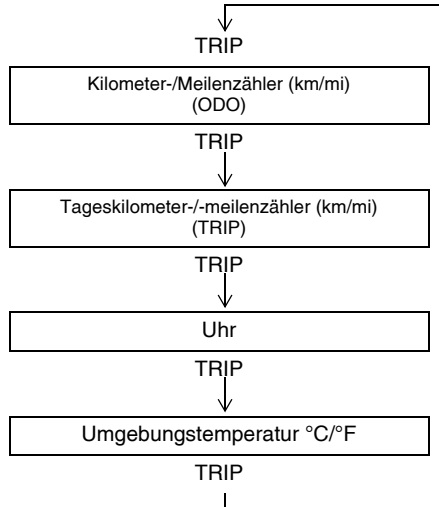 TRIP
Kilometer-/Meilenzähler (km/mi)
(ODO)
TRIP
Tageskilometer-/-meilenzähler (km/mi)
(TRIP)
TRIP
Uhr
TRIP
Umgebungstemperatur °C/°F
TRIP